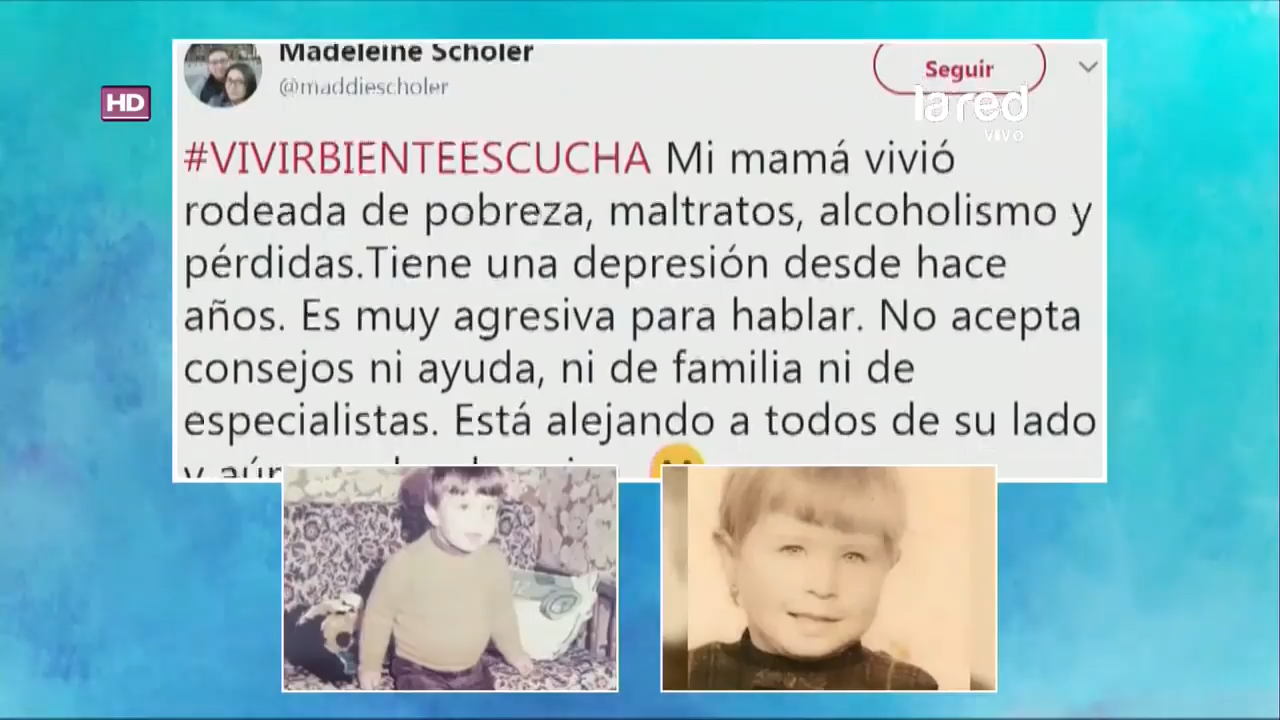 Madeleine Scholer
@maddiescholer
Seguir
HD
lared
VIVO
#VIVIRBIENTEESCUCHA Mi mamá vivió
rodeada de pobreza, maltratos, alcoholismo y
pérdidas.Tiene una depresión desde hace
años. Es muy agresiva para hablar. No acepta
consejos ni ayuda, ni de familia ni de
especialistas. Está alejando a todos de su lado
y aún